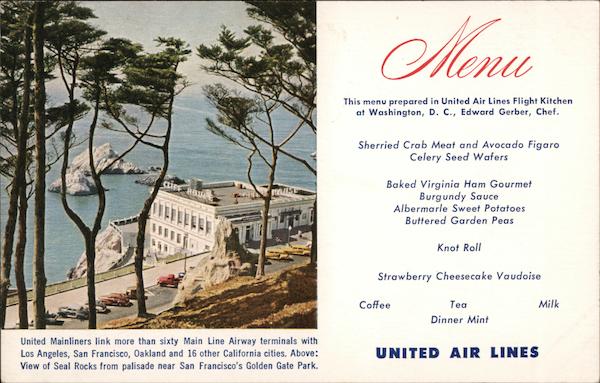 Menu
This menu prepared in United Air Lines Flight Kitchen
at Washington, D. C., Edward Gerber, Chef.
Sherried Crab Meat and Avocado Figaro
Celery Seed Wafers
Baked Virginia Ham Gourmet
Burgundy Sauce
Albermarle Sweet Potatoes
Buttered Garden Peas
Knot Roll
Strawberry Cheesecake Vaudoise
Coffee Tea Milk
Dinner Mint
UNITED AIR LINES
United Mainliners link more than sixty Main Line Airway terminals with
Los Angeles, San Francisco, Oakland and 16 other California cities. Above:
View of Seal Rocks from palisade near San Francisco's Golden Gate Park.